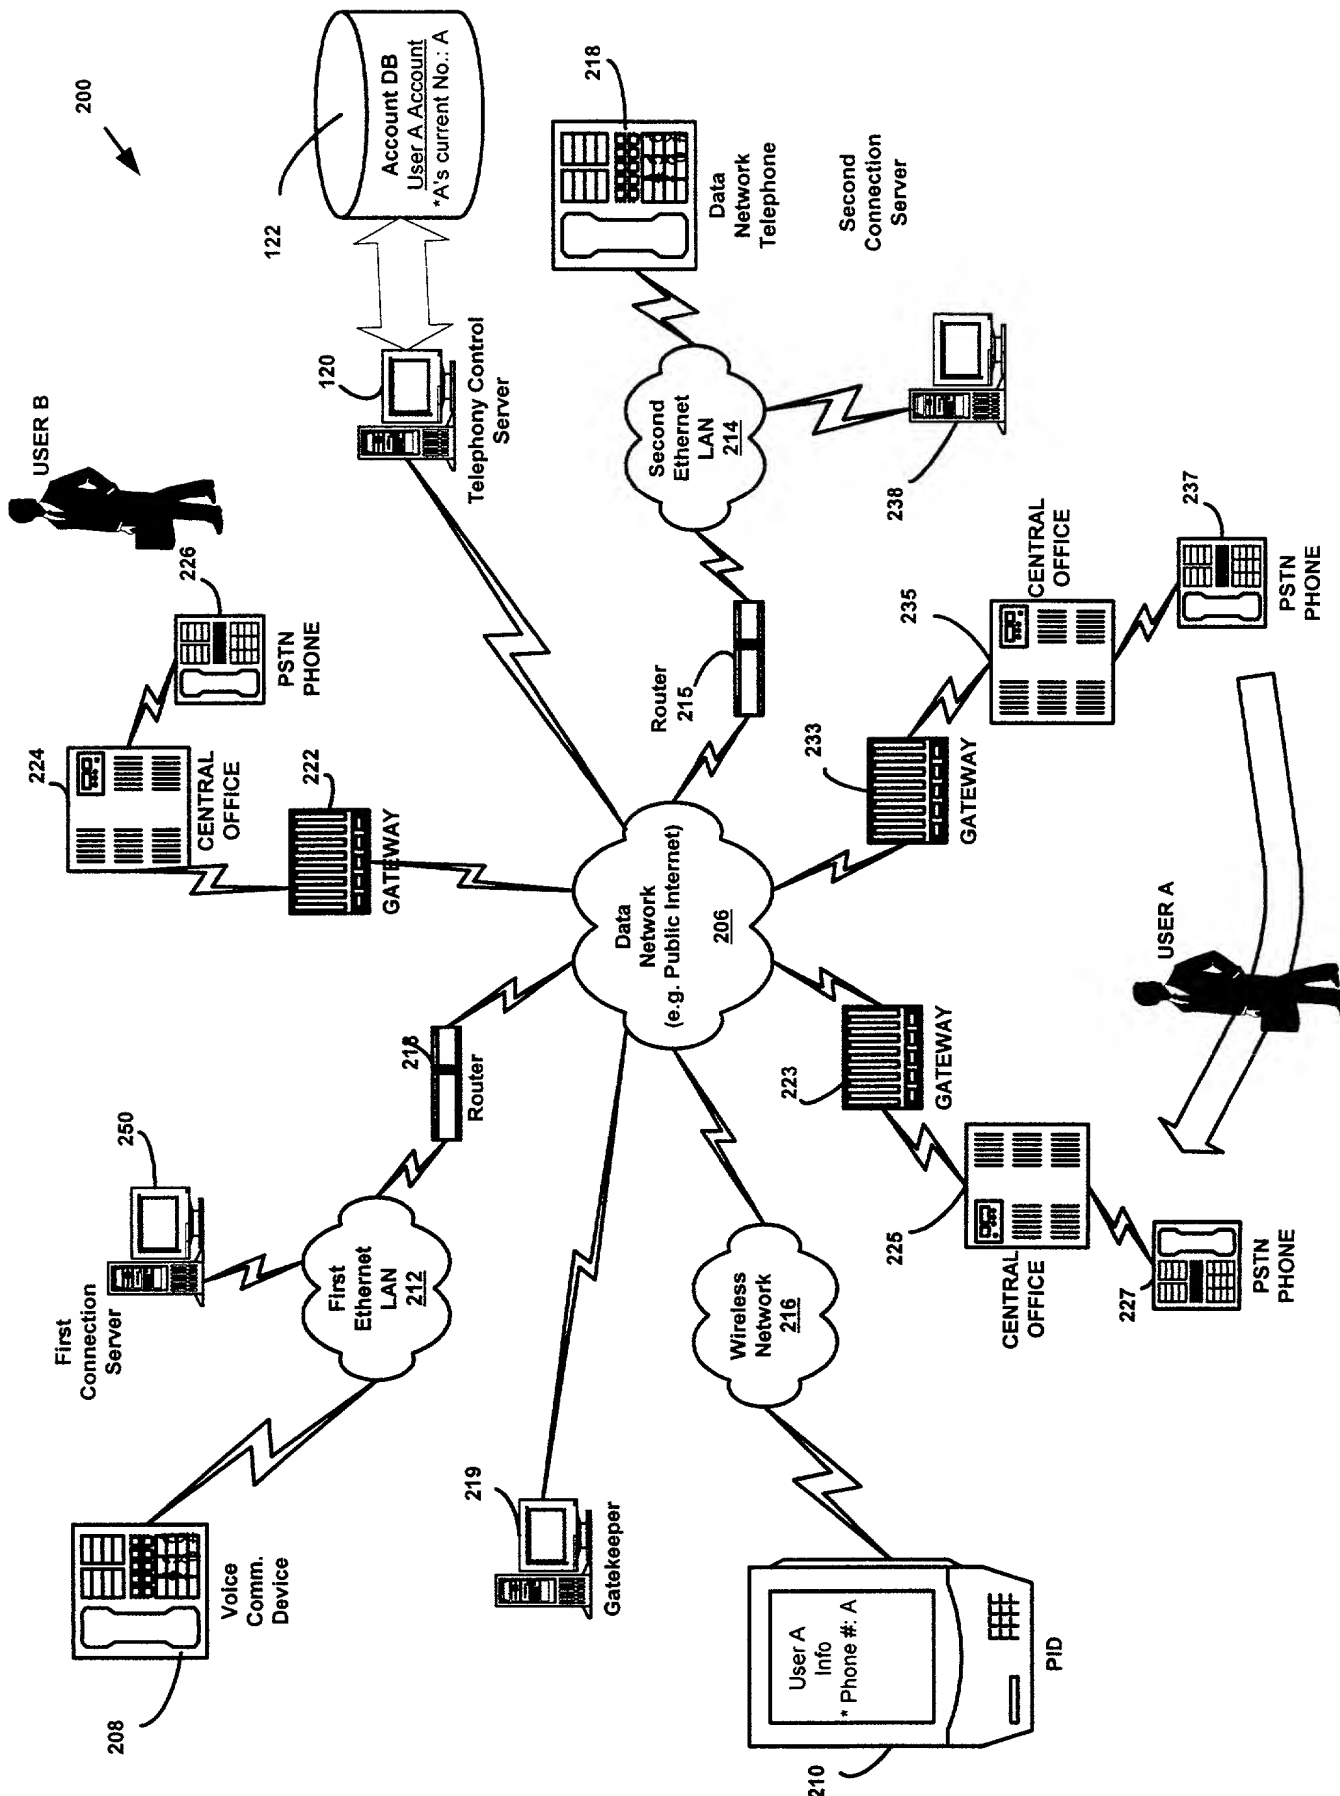 200
208
Voice
Comm.
Device
First
Connection
Server
250
First
Ethernet
LAN
212
218
Router
224
CENTRAL
OFFICE
222
GATEWAY
226
PSTN
PHONE
USER B
120
Telephony Control
Server
122
Account DB
User A Account
*A's current No.: A
219
Gatekeeper
Data
Network
(e.g. Public Internet)
206
Router
215
Second
Ethernet
LAN
214
218
Data
Network
Telephone
Second
Connection
Server
238
210
User A
Info
* Phone #: A
PID
Wireless
Network
216
223
GATEWAY
225
CENTRAL
OFFICE
227
PSTN
PHONE
USER A
233
GATEWAY
235
CENTRAL
OFFICE
237
PSTN
PHONE